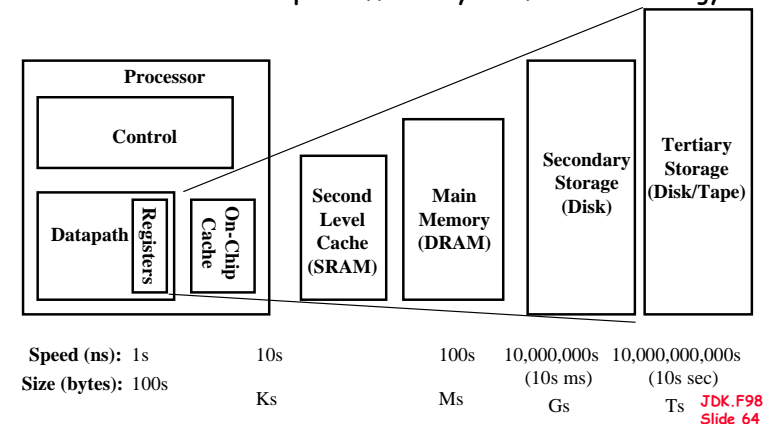 Processor
Control
Datapath
Registers
On-Chip
Cache
Second
Level
Cache
(SRAM)
Main
Memory
(DRAM)
Secondary
Storage
(Disk)
Tertiary
Storage
(Disk/Tape)
Speed (ns): 1s 10s 100s 10,000,000s 10,000,000,000s
(10s ms) (10s sec)
Size (bytes): 100s
Ks Ms Gs Ts
JDK.F98
Slide 64